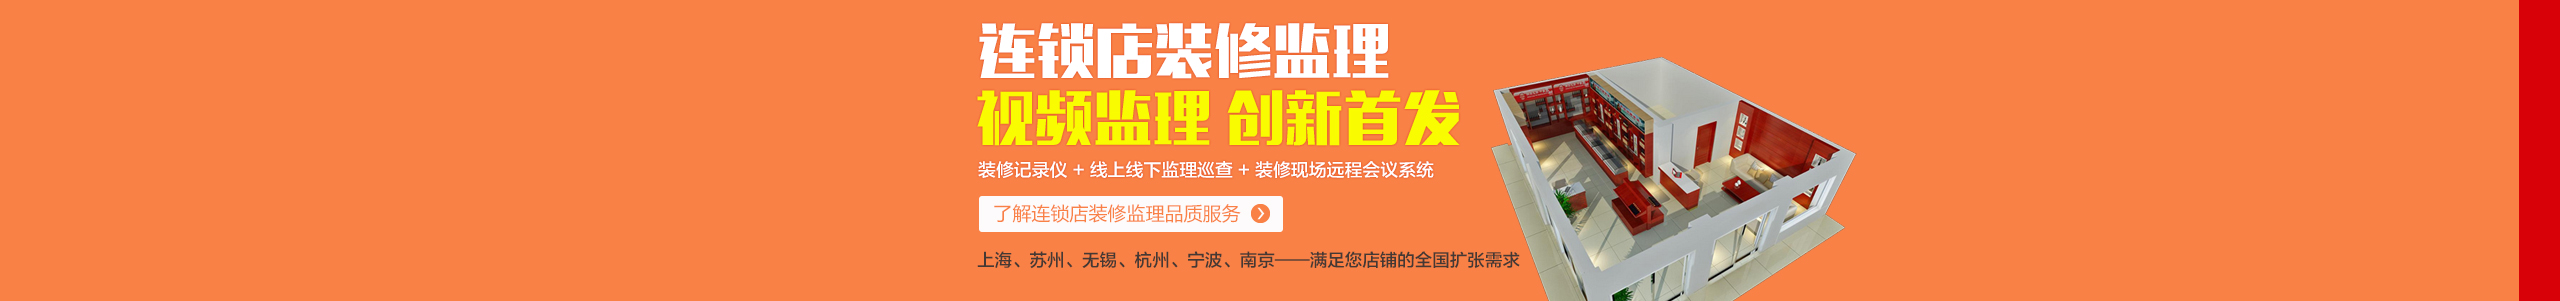 连锁店装修监理
视频监理 创新首发
装修记录仪 + 线上线下监理巡查 + 装修现场远程会议系统
了解连锁店装修监理品质服务
上海、苏州、无锡、杭州、宁波、南京——满足您店铺的全国扩张需求